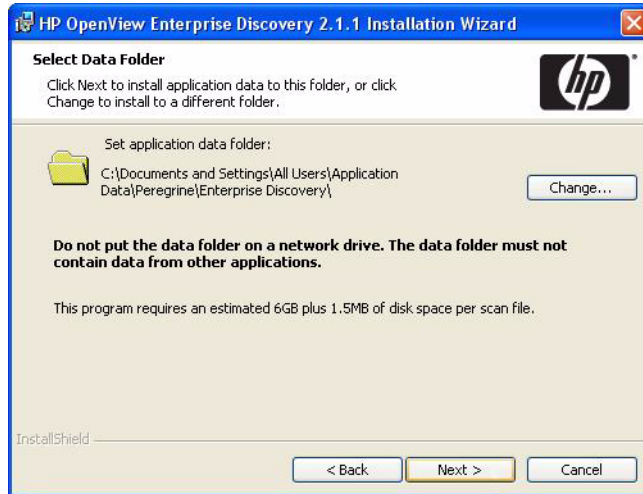 HP OpenView Enterprise Discovery 2.1.1 Installation Wizard
Select Data Folder
Click Next to install application data to this folder, or click
Change to install to a different folder.
hp
Set application data folder:
C:\Documents and Settings\All Users\Application
Data\Peregrine\Enterprise Discovery\
Change...
Do not put the data folder on a network drive. The data folder must not
contain data from other applications.
This program requires an estimated 6GB plus 1.5MB of disk space per scan file.
InstallShield
< Back
Next >
Cancel